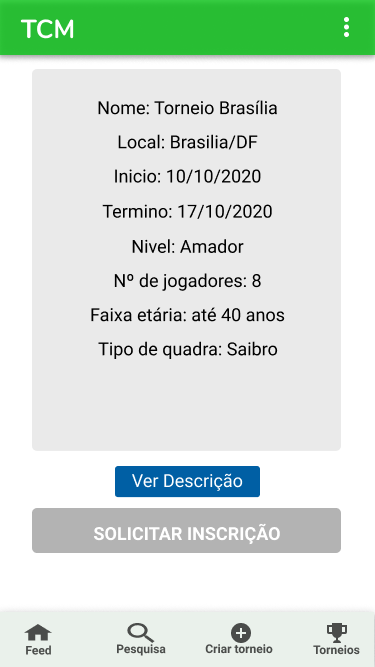 TCM
Nome: Torneio Brasília
Local: Brasilia/DF
Inicio: 10/10/2020
Termino: 17/10/2020
Nivel: Amador
Nº de jogadores: 8
Faixa etária: até 40 anos
Tipo de quadra: Saibro
Ver Descrição
SOLICITAR INSCRIÇÃO
Feed
Pesquisa
Criar torneio
Torneios